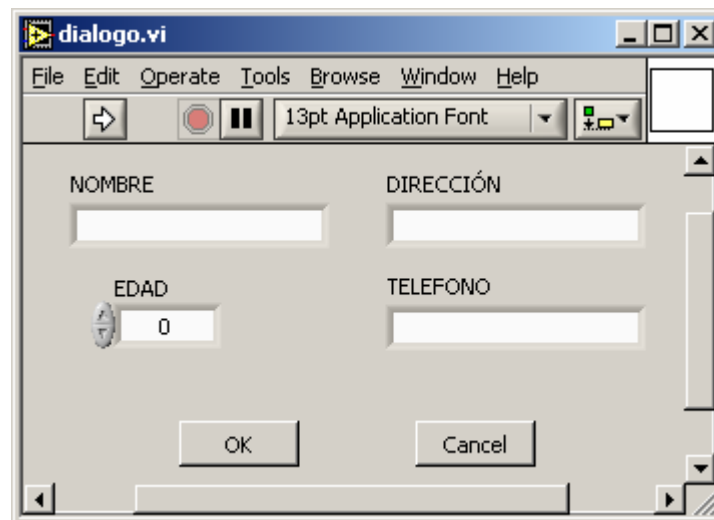 dialogo.vi
File Edit Operate Tools Browse Window Help
13pt Application Font
NOMBRE DIRECCIÓN
EDAD TELEFONO
0
OK Cancel